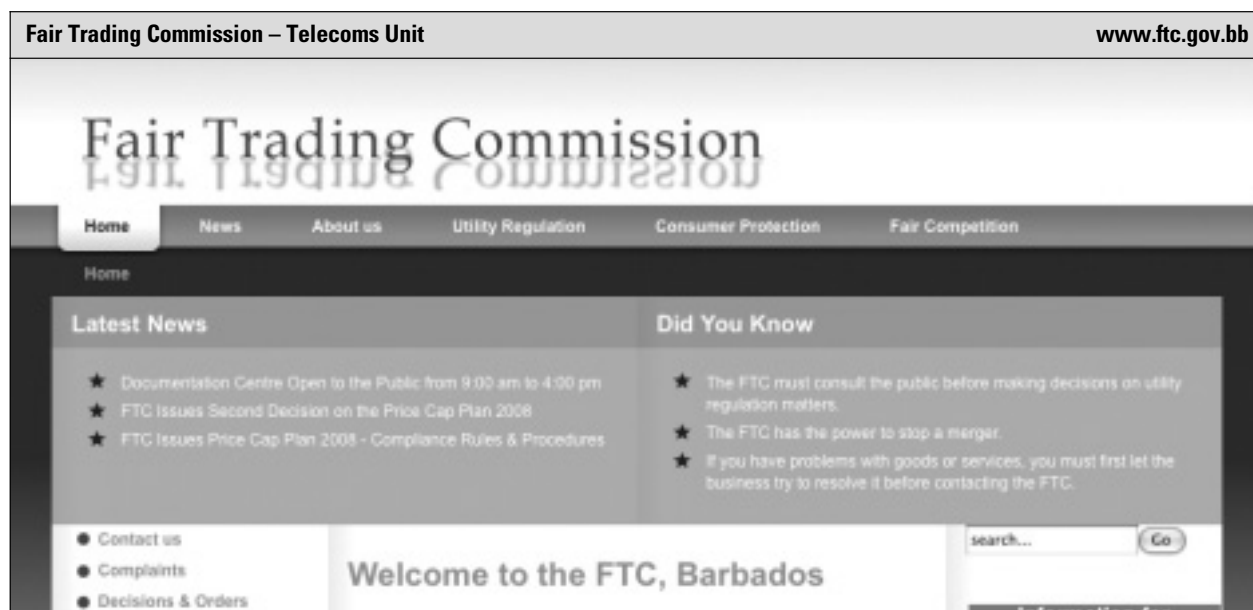 Fair Trading Commission – Telecoms Unit www.ftc.gov.bb
Fair Trading Commission
Home News About us Utility Regulation Consumer Protection Fair Competition
Home
Latest News
★ Documentation Centre Open to the Public from 9:00 am to 4:00 pm
★ FTC Issues Second Decision on the Price Cap Plan 2008
★ FTC Issues Price Cap Plan 2008 - Compliance Rules & Procedures
Did You Know
★ The FTC must consult the public before making decisions on utility
regulation matters.
★ The FTC has the power to stop a merger.
★ If you have problems with goods or services, you must first let the
business try to resolve it before contacting the FTC.
● Contact us
● Complaints
● Decisions & Orders
Welcome to the FTC, Barbados
search... Go